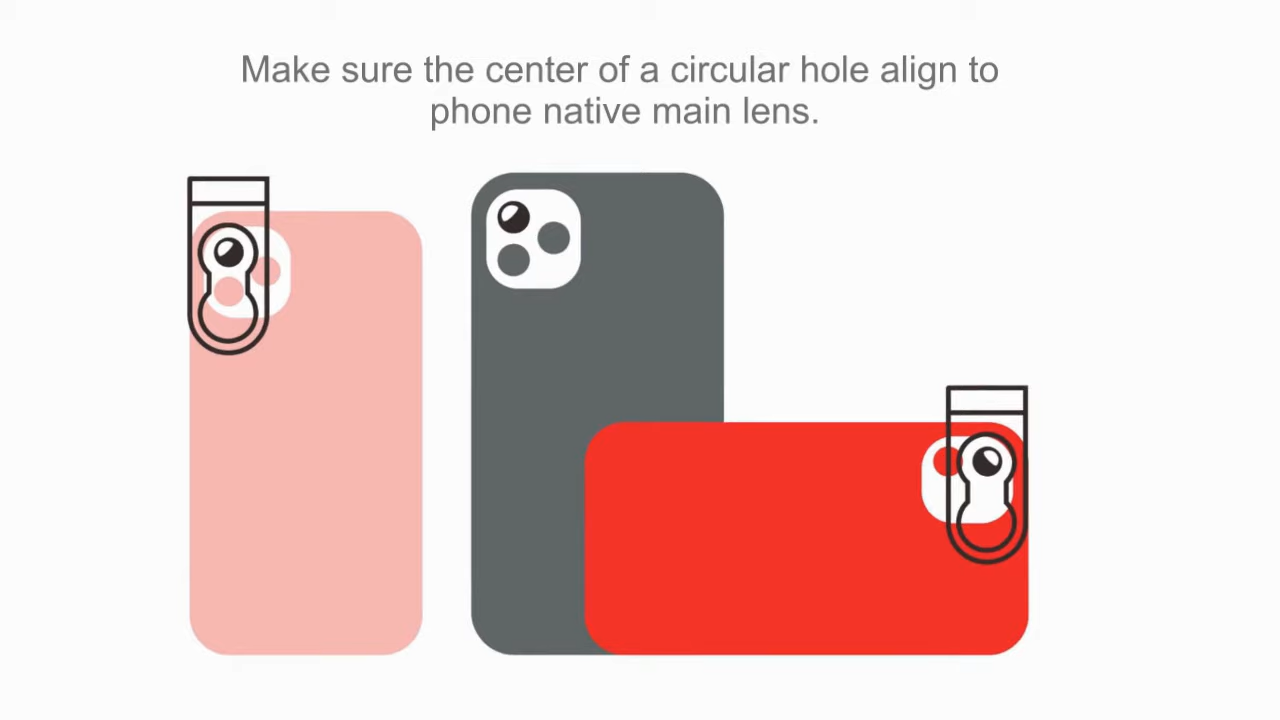 Make sure the center of a circular hole align to
phone native main lens.